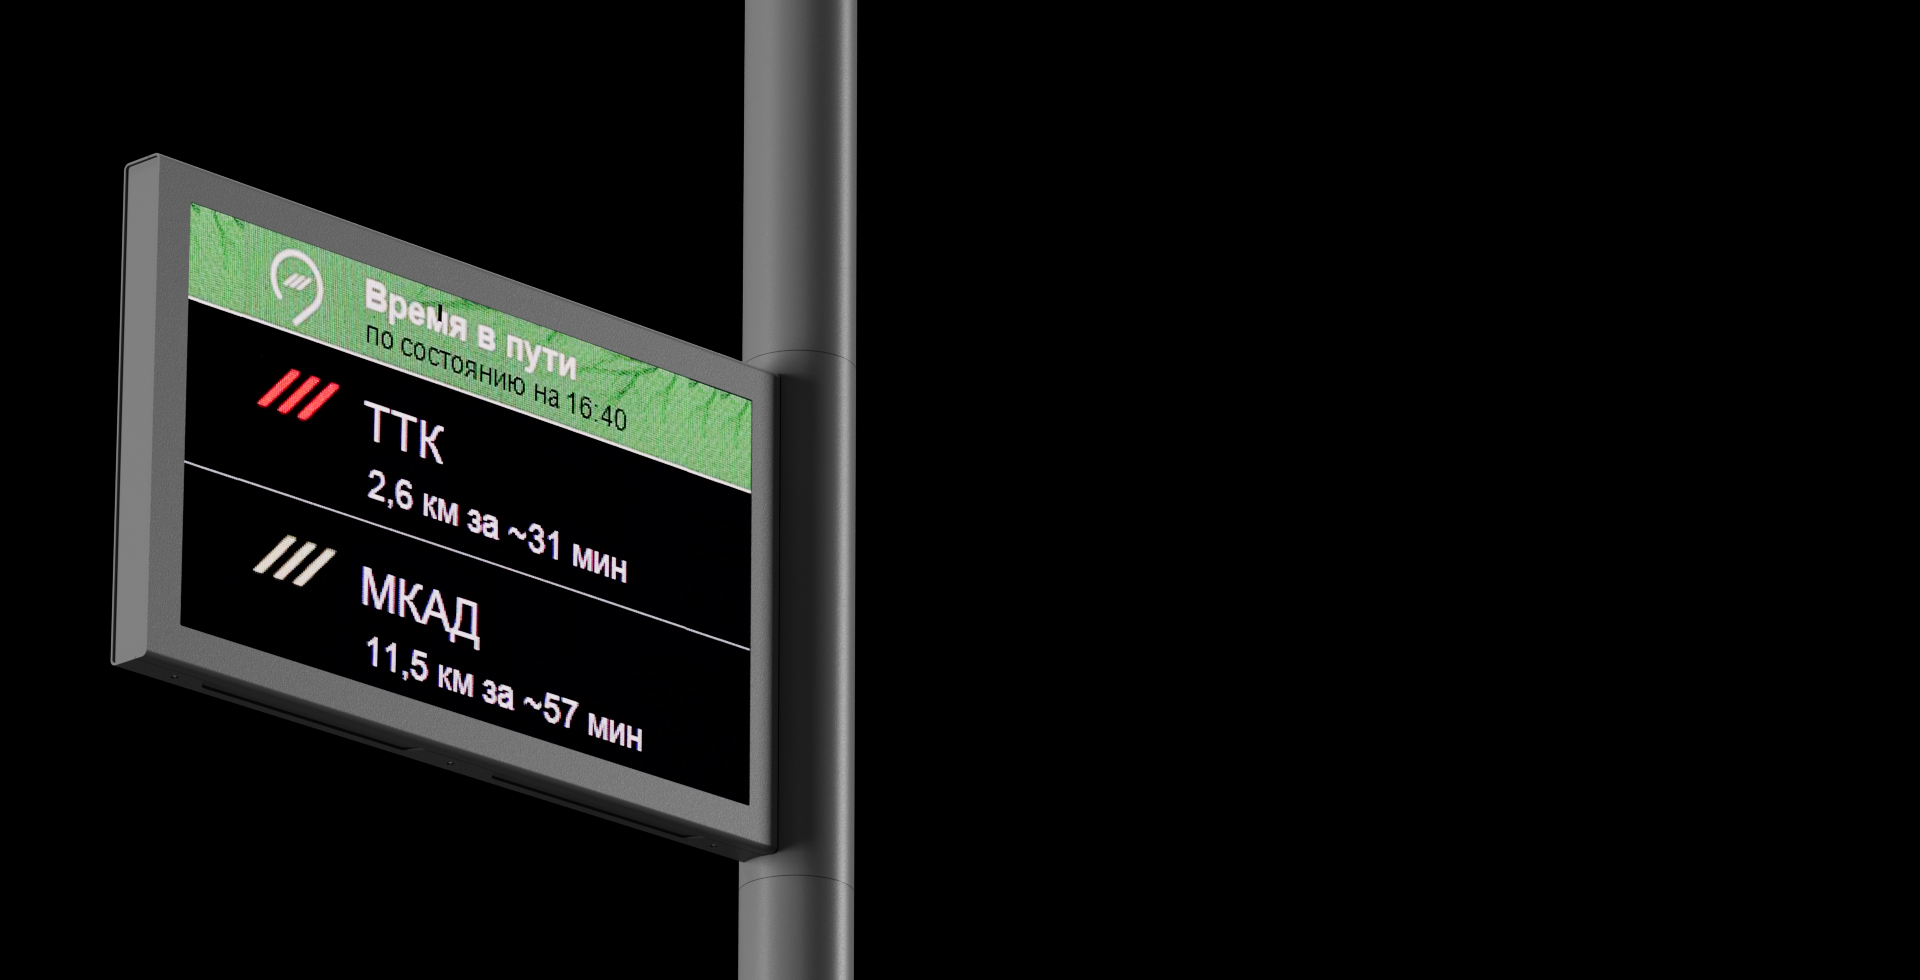 Время в пути
по состоянию на 16:40
ТТК
2,6 км за ~31 мин
МКАД
11,5 км за ~57 мин